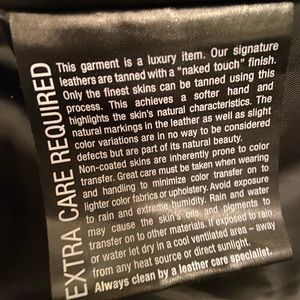 EXTRA CARE REQUIRED
This garment is a luxury item. Our signature
leathers are tanned with a "naked touch" finish.
Only the finest skins can be tanned using this
process. This achieves a softer hand and
highlights the skin's natural characteristics. The
natural markings in the leather as well as slight
color variations are in no way to be considered
defects but are part of its natural beauty.
Non-coated skins are inherently prone to color
transfer. Great care must be taken when wearing
and handling to minimize color transfer on to
lighter color fabrics or upholstery. Avoid exposure
to rain and extreme humidity. Rain and water
may cause the skin's oils and pigments to
transfer on to other materials. If exposed to rain
or water let dry in a cool ventilated area – away
from any heat source or direct sunlight.
Always clean by a leather care specialist.